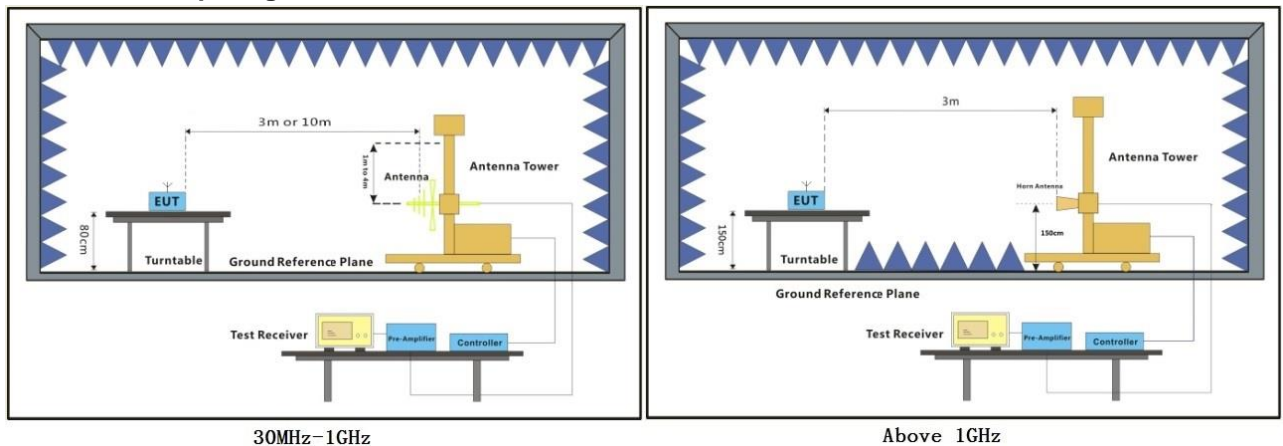 3m or 10m
1m to 4m
Antenna
Antenna Tower
EUT
80cm
Turntable
Ground Reference Plane
Test Receiver
Pre-Amplifier
Controller
30MHz-1GHz
3m
Antenna Tower
Horn Antenna
EUT
150cm
150cm
Turntable
Ground Reference Plane
Test Receiver
Pre-Amplifier
Controller
Above 1GHz